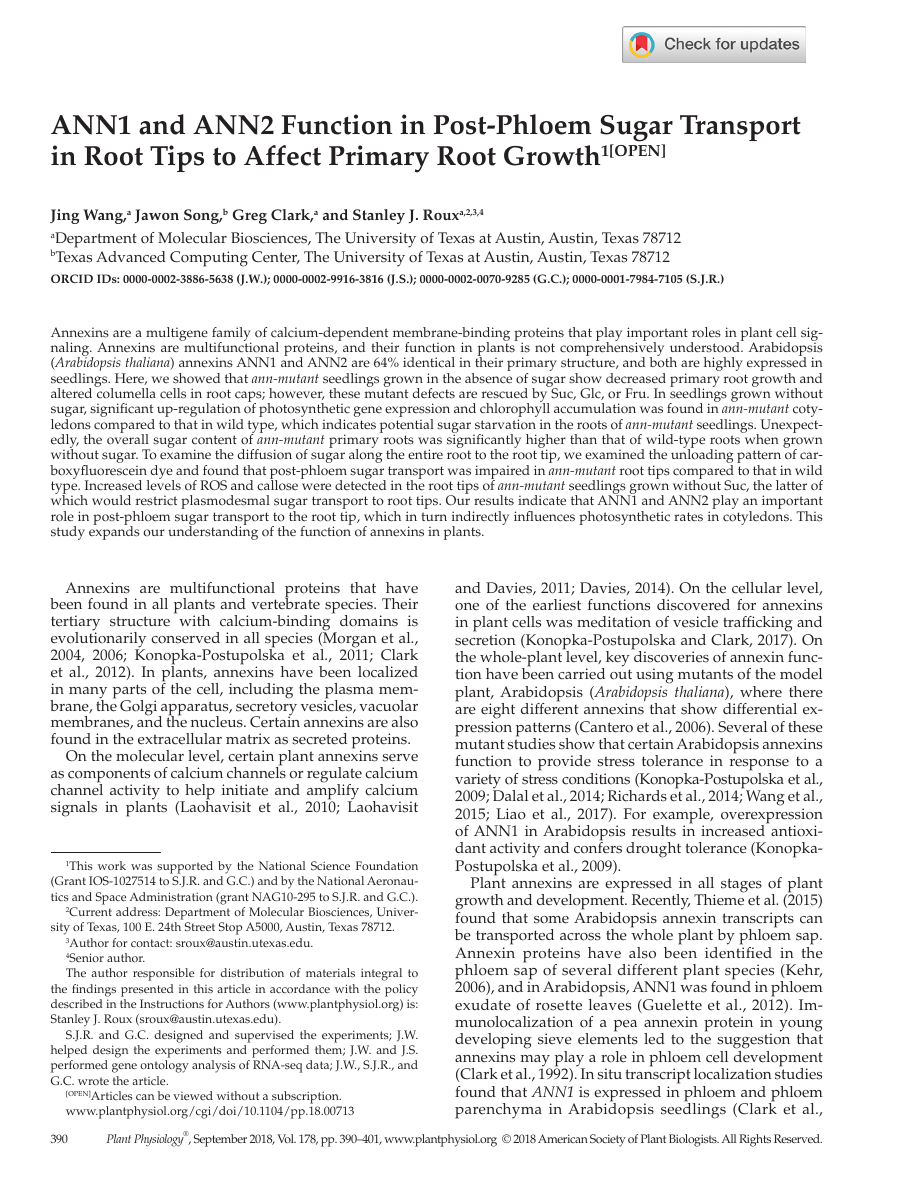 Check for updates
ANN1 and ANN2 Function in Post-Phloem Sugar Transport
in Root Tips to Affect Primary Root Growth1[OPEN]
Jing Wang,a Jawon Song,b Greg Clark,a and Stanley J. Rouxa,2,3,4
aDepartment of Molecular Biosciences, The University of Texas at Austin, Austin, Texas 78712
bTexas Advanced Computing Center, The University of Texas at Austin, Austin, Texas 78712
ORCID IDs: 0000-0002-3886-5638 (J.W.); 0000-0002-9916-3816 (J.S.); 0000-0002-0070-9285 (G.C.); 0000-0001-7984-7105 (S.J.R.)
Annexins are a multigene family of calcium-dependent membrane-binding proteins that play important roles in plant cell sig-
naling. Annexins are multifunctional proteins, and their function in plants is not comprehensively understood. Arabidopsis
(Arabidopsis thaliana) annexins ANN1 and ANN2 are 64% identical in their primary structure, and both are highly expressed in
seedlings. Here, we showed that ann-mutant seedlings grown in the absence of sugar show decreased primary root growth and
altered columella cells in root caps; however, these mutant defects are rescued by Suc, Glc, or Fru. In seedlings grown without
sugar, significant up-regulation of photosynthetic gene expression and chlorophyll accumulation was found in ann-mutant coty-
ledons compared to that in wild type, which indicates potential sugar starvation in the roots of ann-mutant seedlings. Unexpect-
edly, the overall sugar content of ann-mutant primary roots was significantly higher than that of wild-type roots when grown
without sugar. To examine the diffusion of sugar along the entire root to the root tip, we examined the unloading pattern of car-
boxyfluorescein dye and found that post-phloem sugar transport was impaired in ann-mutant root tips compared to that in wild
type. Increased levels of ROS and callose were detected in the root tips of ann-mutant seedlings grown without Suc, the latter of
which would restrict plasmodesmal sugar transport to root tips. Our results indicate that ANN1 and ANN2 play an important
role in post-phloem sugar transport to the root tip, which in turn indirectly influences photosynthetic rates in cotyledons. This
study expands our understanding of the function of annexins in plants.
Annexins are multifunctional proteins that have
been found in all plants and vertebrate species. Their
tertiary structure with calcium-binding domains is
evolutionarily conserved in all species (Morgan et al.,
2004, 2006; Konopka-Postupolska et al., 2011; Clark
et al., 2012). In plants, annexins have been localized
in many parts of the cell, including the plasma mem-
brane, the Golgi apparatus, secretory vesicles, vacuolar
membranes, and the nucleus. Certain annexins are also
found in the extracellular matrix as secreted proteins.
On the molecular level, certain plant annexins serve
as components of calcium channels or regulate calcium
channel activity to help initiate and amplify calcium
signals in plants (Laohavisit et al., 2010; Laohavisit
1This work was supported by the National Science Foundation
(Grant IOS-1027514 to S.J.R. and G.C.) and by the National Aeronau-
tics and Space Administration (grant NAG10-295 to S.J.R. and G.C.).
2Current address: Department of Molecular Biosciences, Univer-
sity of Texas, 100 E. 24th Street Stop A5000, Austin, Texas 78712.
3Author for contact: sroux@austin.utexas.edu.
4Senior author.
The author responsible for distribution of materials integral to
the findings presented in this article in accordance with the policy
described in the Instructions for Authors (www.plantphysiol.org) is:
Stanley J. Roux (sroux@austin.utexas.edu).
S.J.R. and G.C. designed and supervised the experiments; J.W.
helped design the experiments and performed them; J.W. and J.S.
performed gene ontology analysis of RNA-seq data; J.W., S.J.R., and
G.C. wrote the article.
[OPEN]Articles can be viewed without a subscription.
www.plantphysiol.org/cgi/doi/10.1104/pp.18.00713
and Davies, 2011; Davies, 2014). On the cellular level,
one of the earliest functions discovered for annexins
in plant cells was meditation of vesicle trafficking and
secretion (Konopka-Postupolska and Clark, 2017). On
the whole-plant level, key discoveries of annexin func-
tion have been carried out using mutants of the model
plant, Arabidopsis (Arabidopsis thaliana), where there
are eight different annexins that show differential ex-
pression patterns (Cantero et al., 2006). Several of these
mutant studies show that certain Arabidopsis annexins
function to provide stress tolerance in response to a
variety of stress conditions (Konopka-Postupolska et al.,
2009; Dalal et al., 2014; Richards et al., 2014; Wang et al.,
2015; Liao et al., 2017). For example, overexpression
of ANN1 in Arabidopsis results in increased antioxi-
dant activity and confers drought tolerance (Konopka-
Postupolska et al., 2009).
Plant annexins are expressed in all stages of plant
growth and development. Recently, Thieme et al. (2015)
found that some Arabidopsis annexin transcripts can
be transported across the whole plant by phloem sap.
Annexin proteins have also been identified in the
phloem sap of several different plant species (Kehr,
2006), and in Arabidopsis, ANN1 was found in phloem
exudate of rosette leaves (Guelette et al., 2012). Im-
munolocalization of a pea annexin protein in young
developing sieve elements led to the suggestion that
annexins may play a role in phloem cell development
(Clark et al., 1992). In situ transcript localization studies
found that ANN1 is expressed in phloem and phloem
parenchyma in Arabidopsis seedlings (Clark et al.,
390 Plant Physiology®, September 2018, Vol. 178, pp. 390–401, www.plantphysiol.org © 2018 American Society of Plant Biologists. All Rights Reserved.